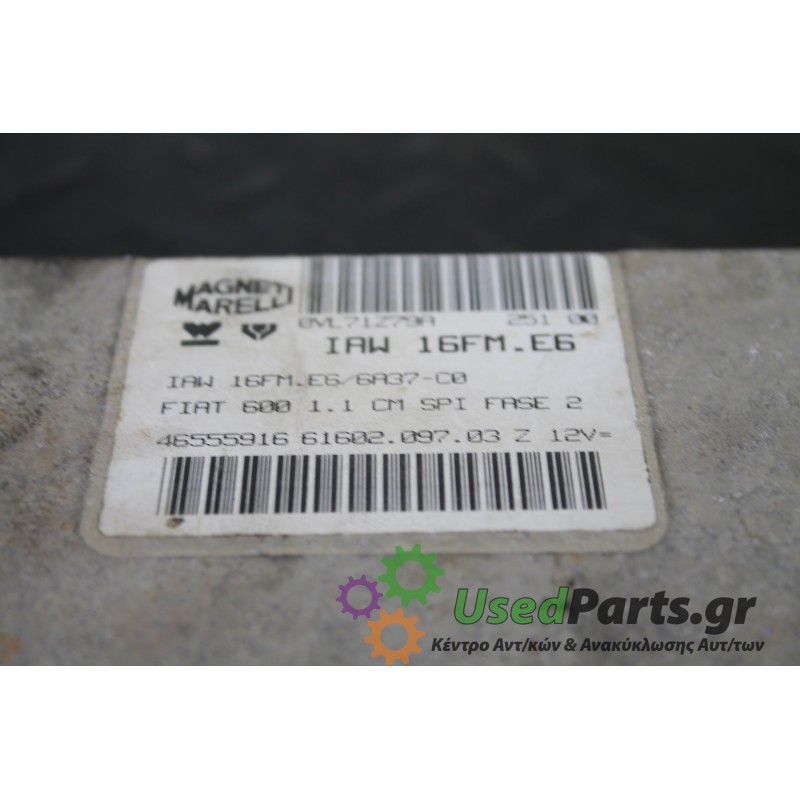 MAGNETI
MARELLI
0VL71Z79A 251 00
IAW 16FM.E6
IAW 16FM.E6/6A37-C0
FIAT 600 1.1 CM SPI FASE 2
46555916 61602.097.03 Z 12V=
UsedParts.gr
Κέντρο Αντ/κών & Ανακύκλωσης Αυτ/των